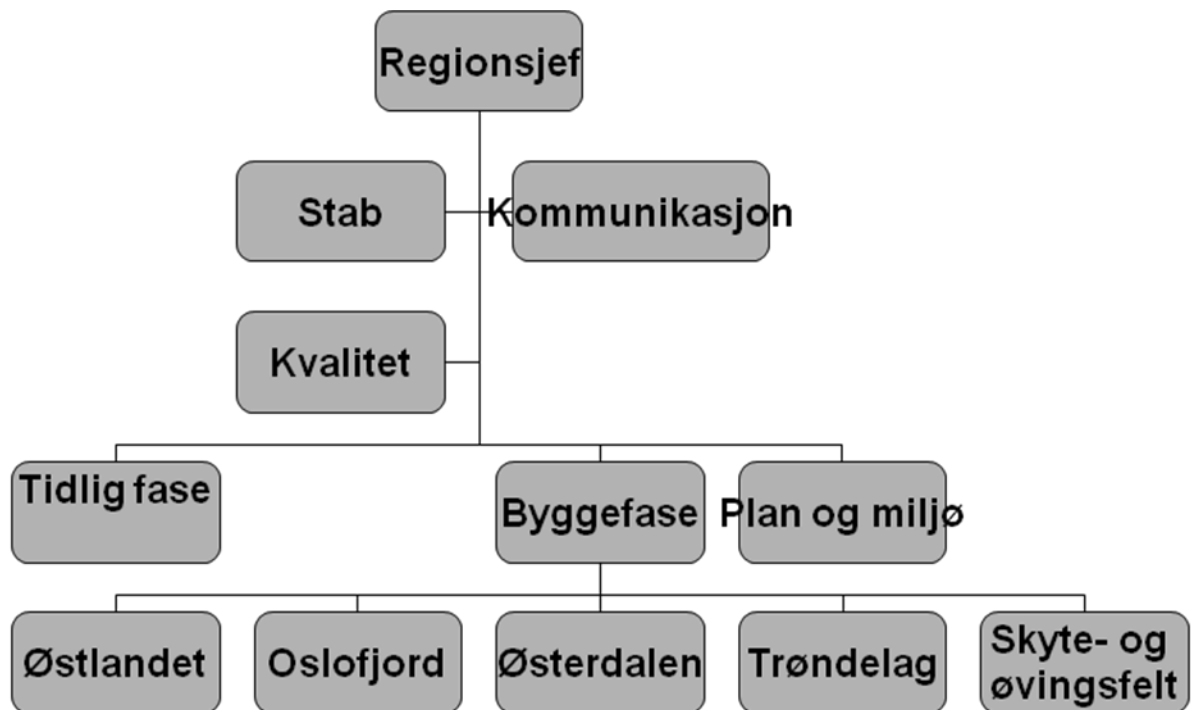 Regionsjef
Stab
Kommunikasjon
Kvalitet
Tidlig fase
Byggefase
Plan og miljø
Østlandet
Oslofjord
Østerdalen
Trøndelag
Skyte- og
øvingsfelt